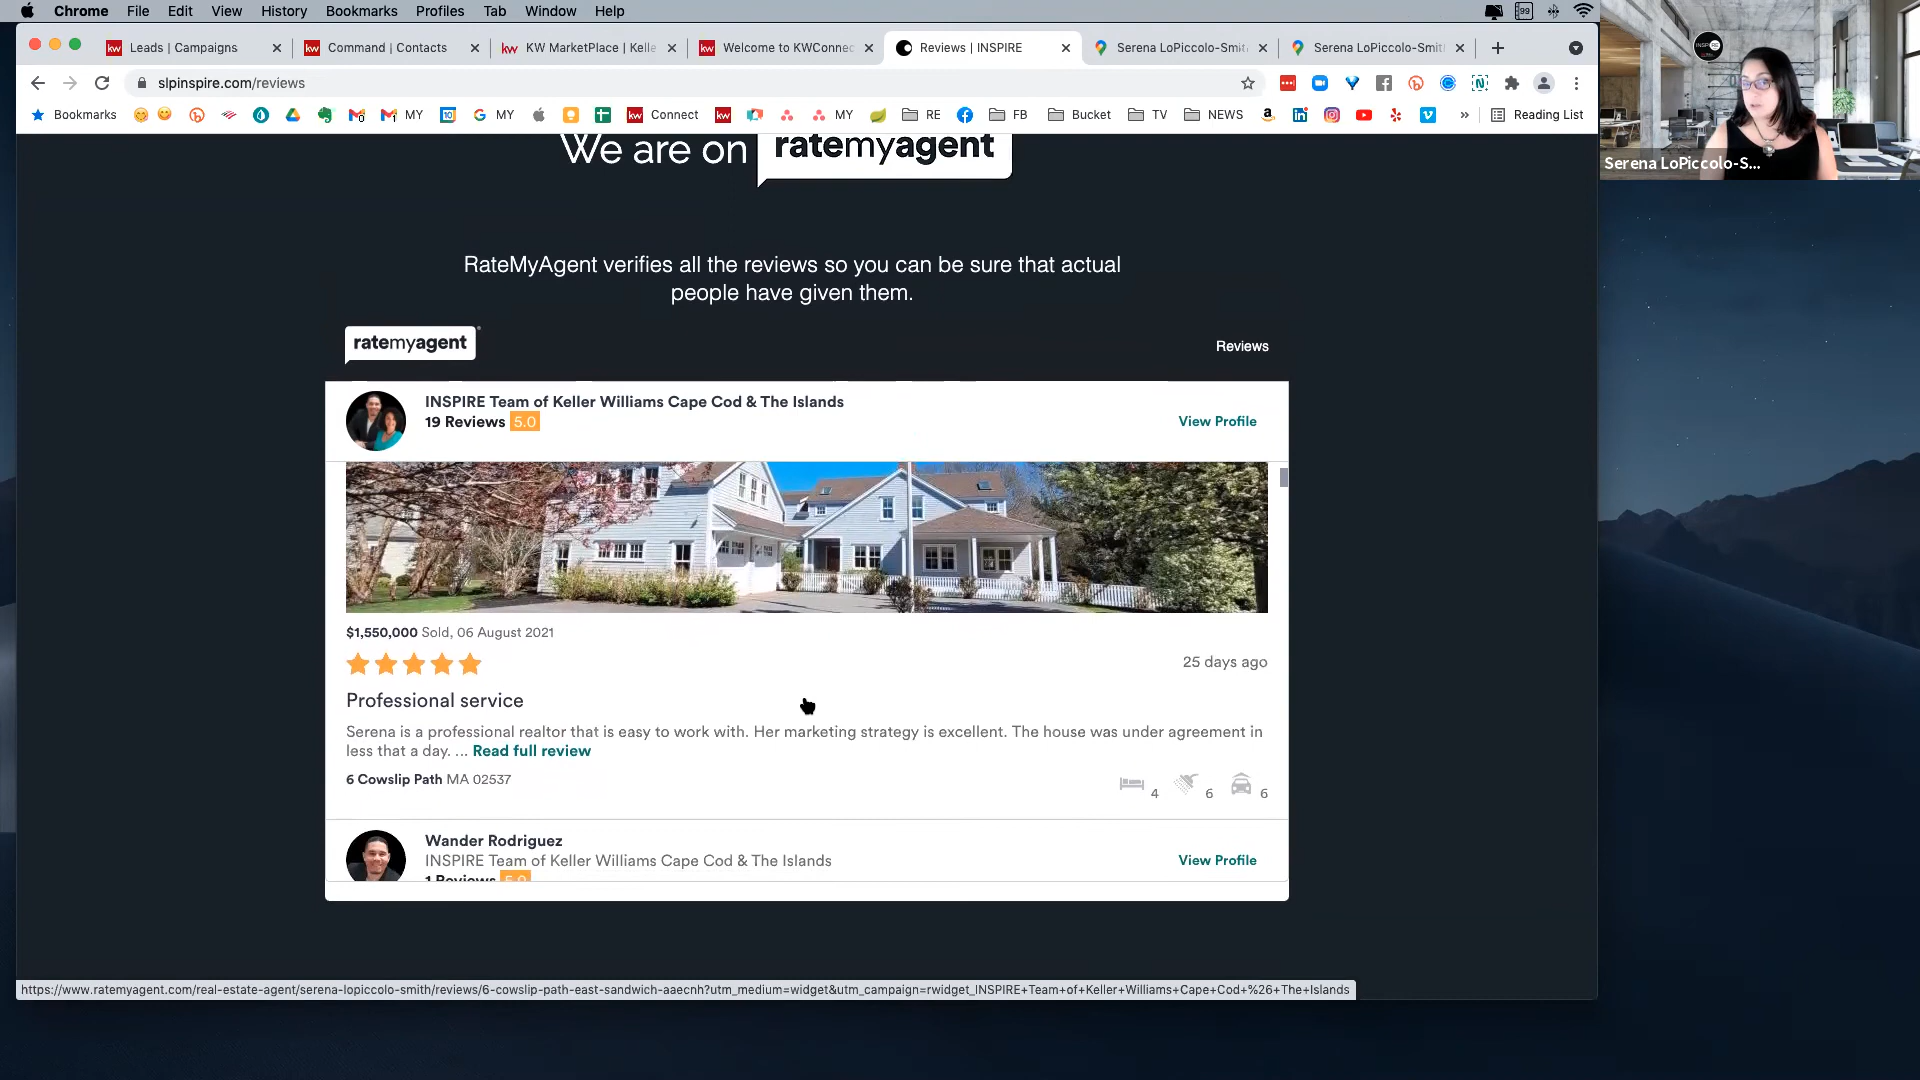 Chrome File Edit View History Bookmarks Profiles Tab Window Help
99
Leads | Campaigns
Command | Contacts
KW MarketPlace | Kelle
Welcome to KWConnec
Reviews | INSPIRE
Serena LoPiccolo-Smit
Serena LoPiccolo-Smit
slpinspire.com/reviews
Bookmarks MY MY Connect MY RE FB Bucket TV NEWS » Reading List
INSPIRE
Serena LoPiccolo-S...
We are on ratemyagent
RateMyAgent verifies all the reviews so you can be sure that actual
people have given them.
ratemyagent
Reviews
INSPIRE Team of Keller Williams Cape Cod & The Islands
19 Reviews 5.0
View Profile
$1,550,000 Sold, 06 August 2021
25 days ago
Professional service
Serena is a professional realtor that is easy to work with. Her marketing strategy is excellent. The house was under agreement in
less that a day. ... Read full review
6 Cowslip Path MA 02537
4 6 6
Wander Rodriguez
INSPIRE Team of Keller Williams Cape Cod & The Islands
View Profile
1 Reviews 5.0
https://www.ratemyagent.com/real-estate-agent/serena-lopiccolo-smith/reviews/6-cowslip-path-east-sandwich-aaecnh?utm_medium=widget&utm_campaign=rwidget_INSPIRE+Team+of+Keller+Williams+Cape+Cod+%26+The+Islands